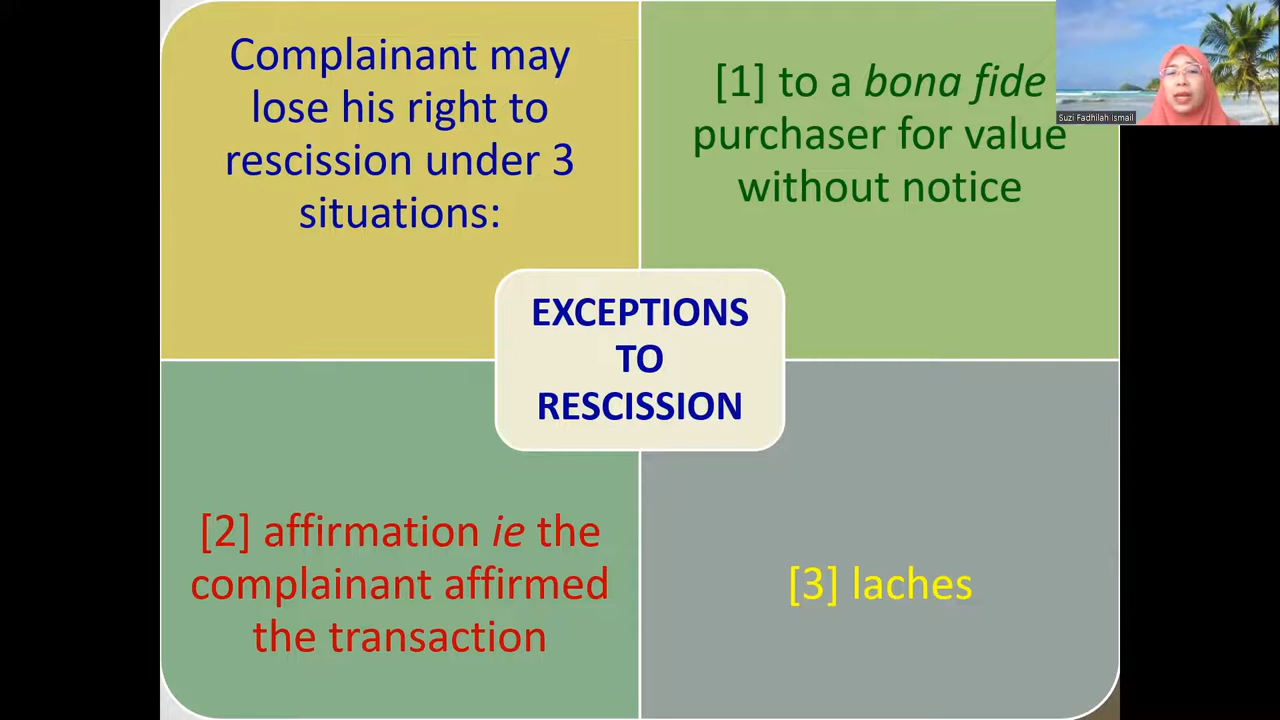 Complainant may
lose his right to
rescission under 3
situations:
[1] to a bona fide
purchaser for value
without notice
Suzi Fadhilah Ismail
EXCEPTIONS
TO
RESCISSION
[2] affirmation ie the
complainant affirmed
the transaction
[3] laches